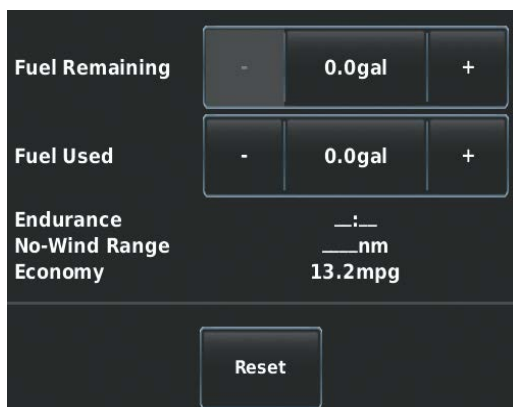 Fuel Remaining - 0.0gal +
Fuel Used - 0.0gal +
Endurance __:__
No-Wind Range ____nm
Economy 13.2mpg
Reset